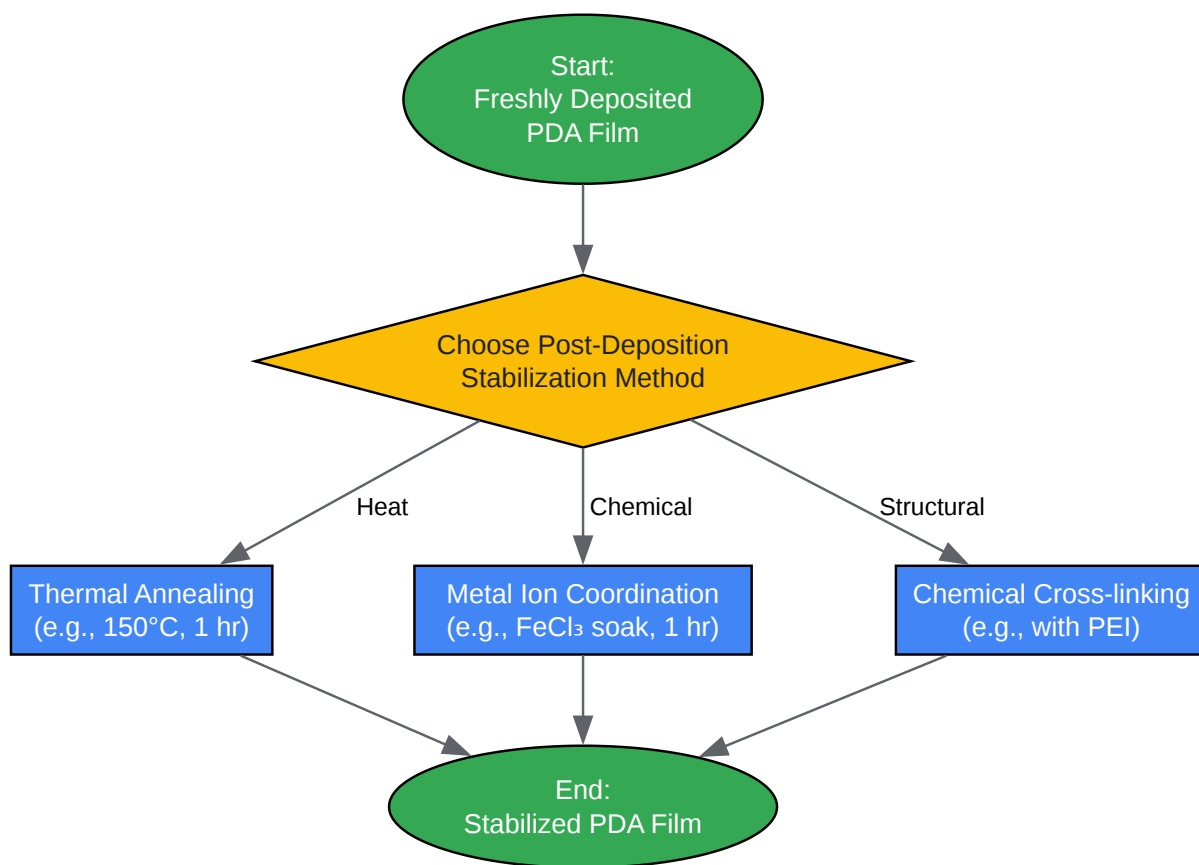 Start:
Freshly Deposited
PDA Film
Choose Post-Deposition
Stabilization Method
Heat
Chemical
Structural
Thermal Annealing
(e.g., 150°C, 1 hr)
Metal Ion Coordination
(e.g., FeCl₃ soak, 1 hr)
Chemical Cross-linking
(e.g., with PEI)
End:
Stabilized PDA Film